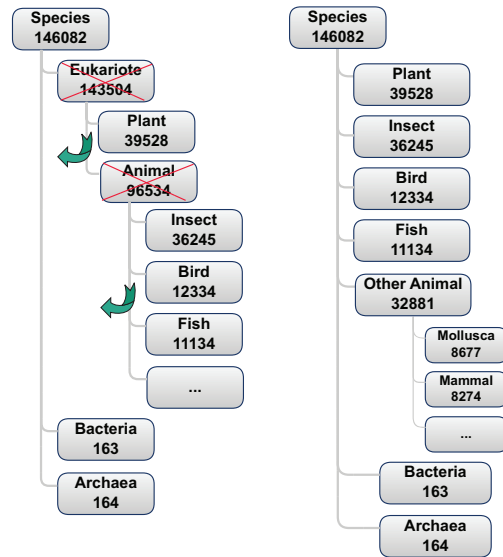 Species
146082
Eukariote
143504
Plant
39528
Animal
96534
Insect
36245
Bird
12334
Fish
11134
...
Bacteria
163
Archaea
164
Species
146082
Plant
39528
Insect
36245
Bird
12334
Fish
11134
Other Animal
32881
Mollusca
8677
Mammal
8274
...
Bacteria
163
Archaea
164